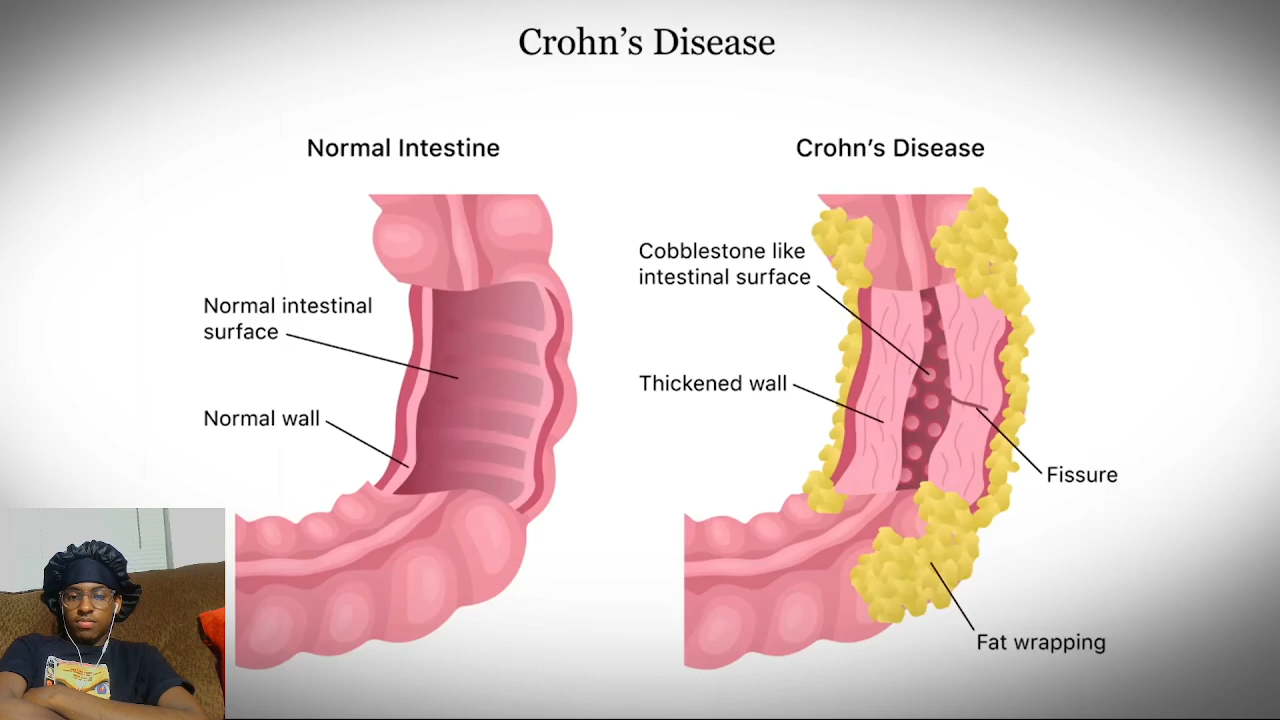 Crohn’s Disease
Normal Intestine
Crohn’s Disease
Normal intestinal
surface
Normal wall
Cobblestone like
intestinal surface
Thickened wall
Fissure
Fat wrapping